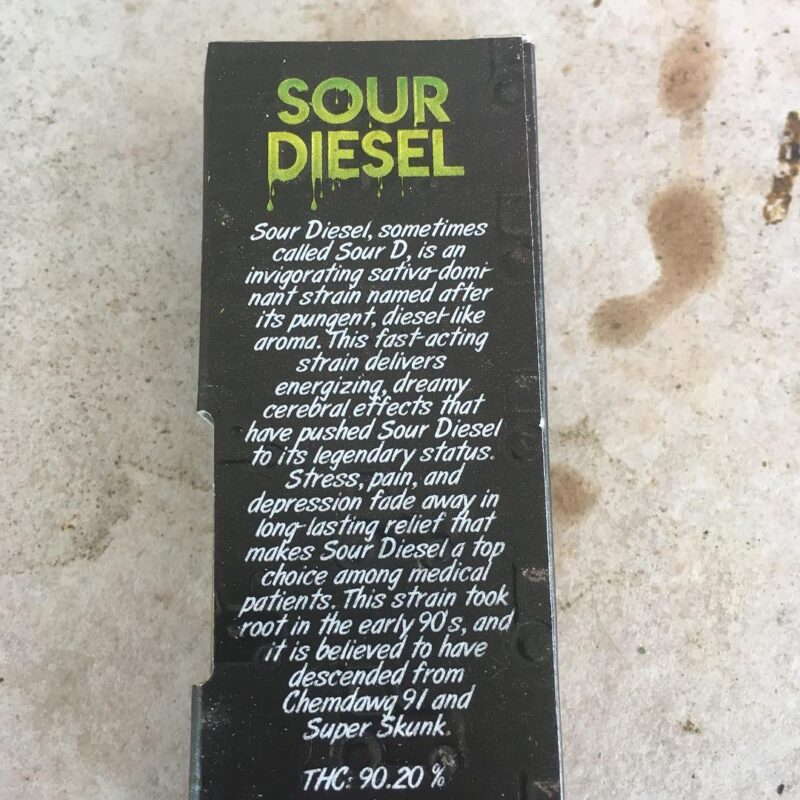 SOUR
DIESEL
Sour Diesel, sometimes
called Sour D, is an
invigorating sativa-domi-
nant strain named after
its pungent, diesel-like
aroma. This fast-acting
strain delivers
energizing, dreamy
cerebral effects that
have pushed Sour Diesel
to its legendary status.
Stress, pain, and
depression fade away in
long-lasting relief that
makes Sour Diesel a top
choice among medical
patients. This strain took
root in the early 90's, and
it is believed to have
descended from
Chemdawg 91 and
Super Skunk.
THC: 90.20 %